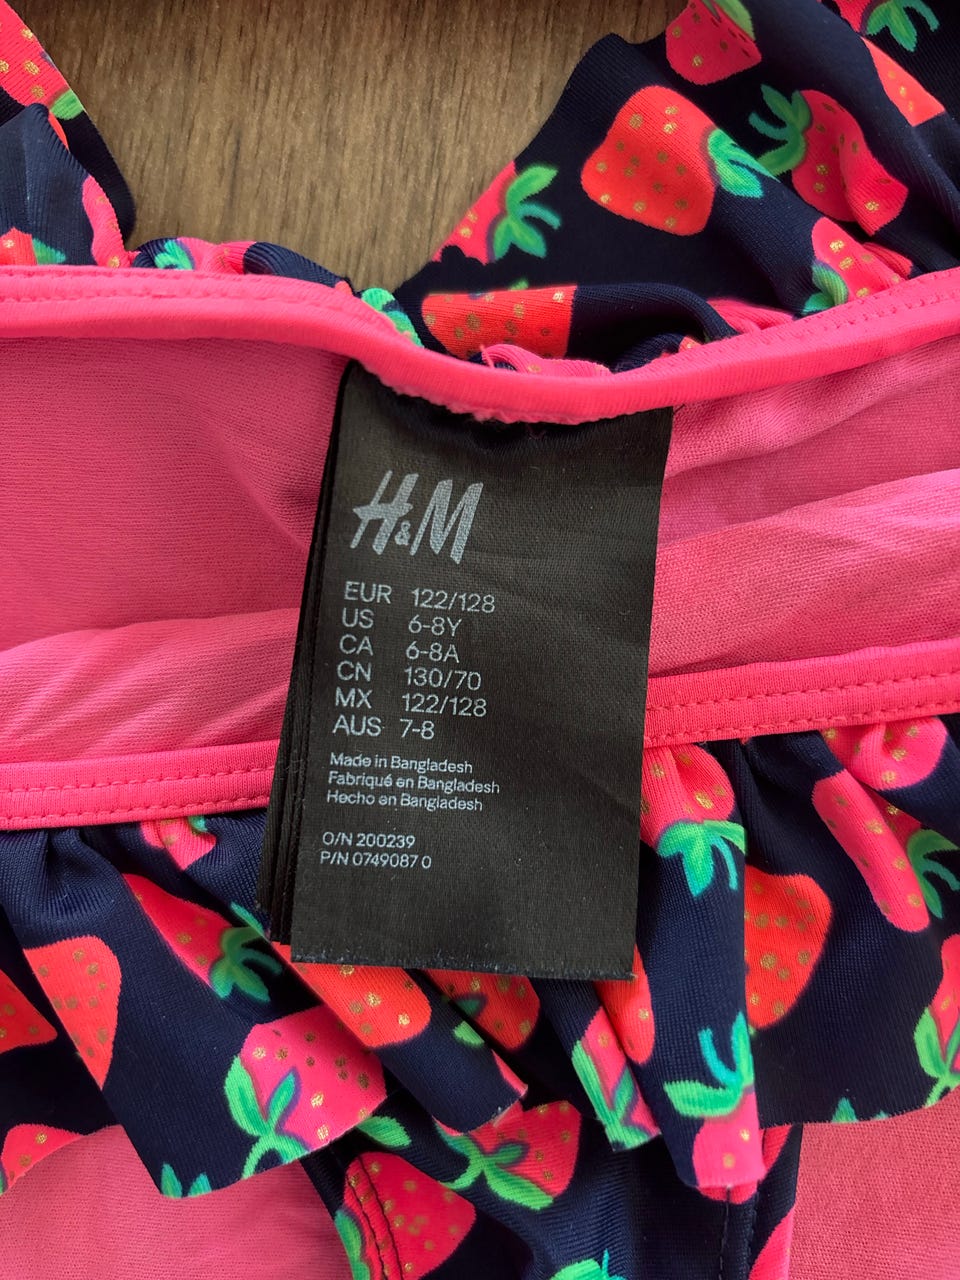 H&M
EUR 122/128
US 6-8Y
CA 6-8A
CN 130/70
MX 122/128
AUS 7-8
Made in Bangladesh
Fabriqué en Bangladesh
Hecho en Bangladesh
O/N 200239
P/N 0749087 0